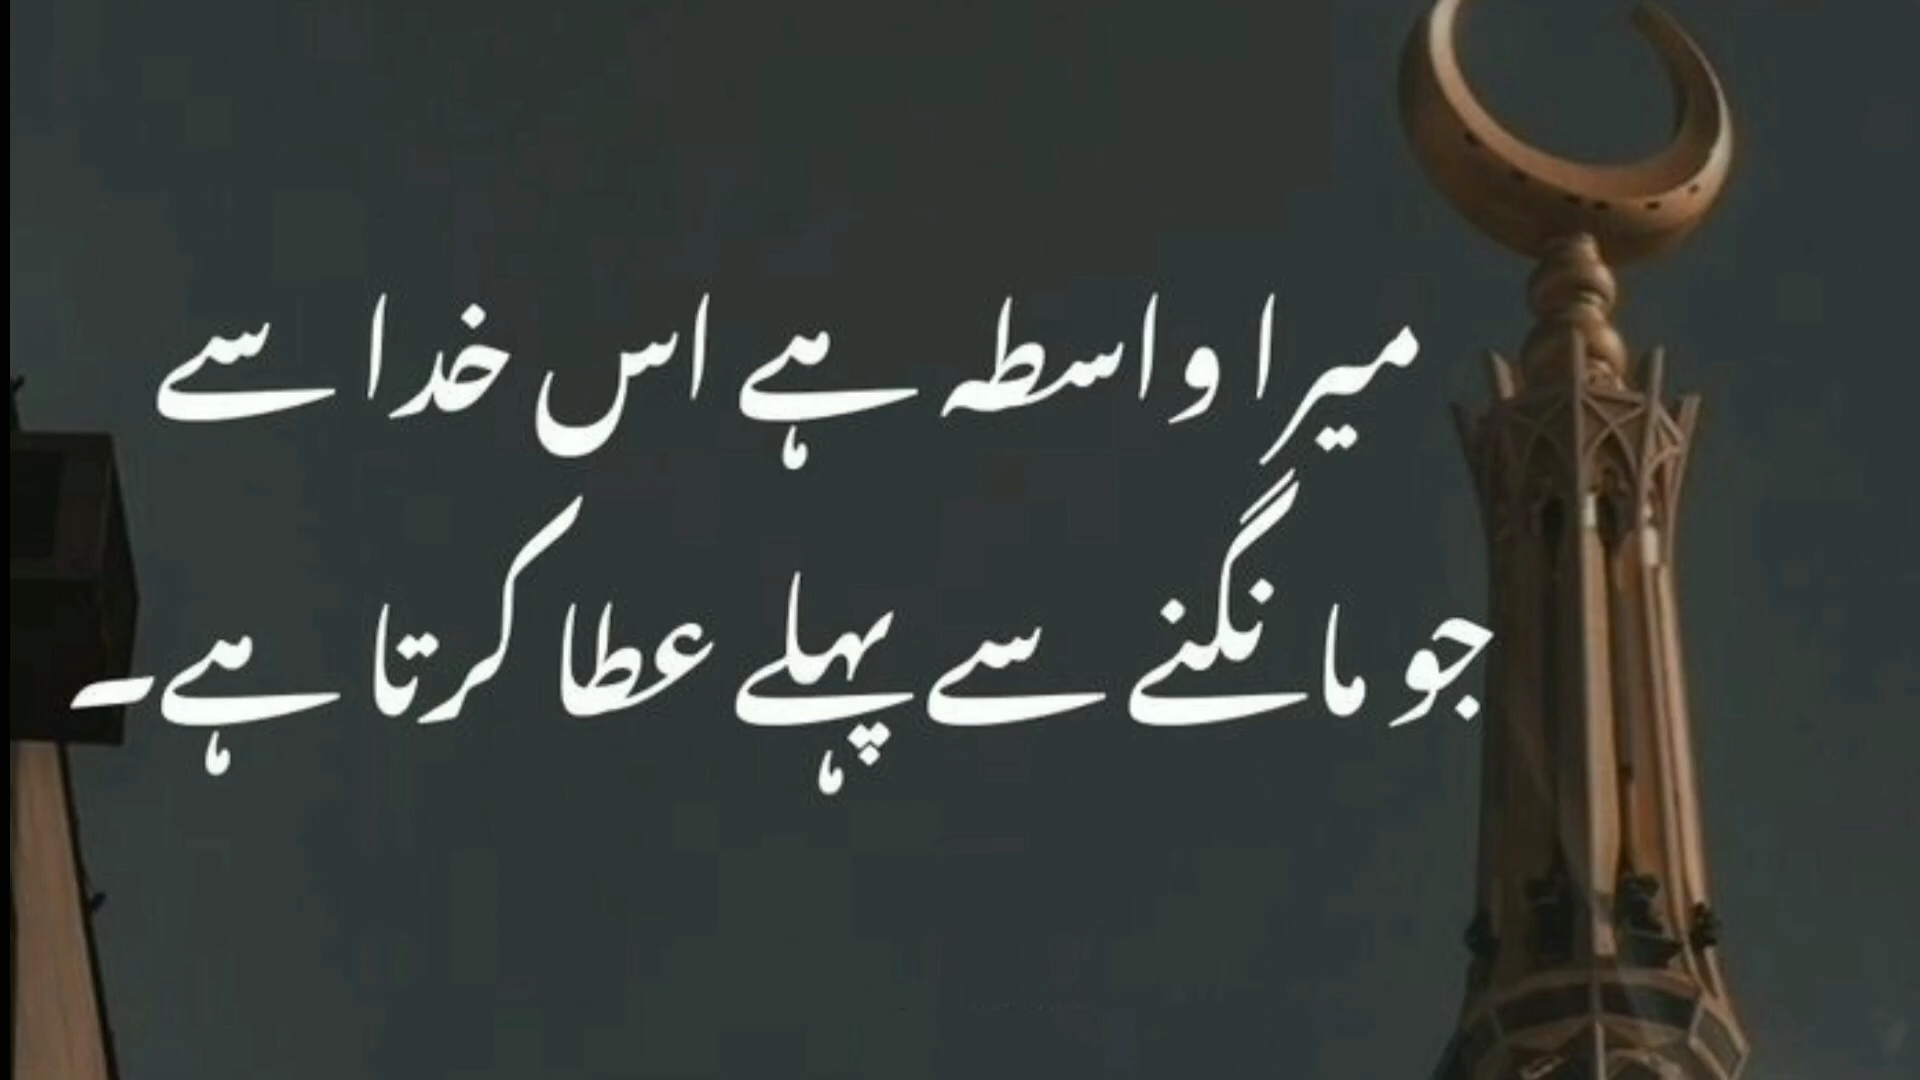 میرا واسطہ ہے اس خدا سے
جو مانگنے سے پہلے عطا کرتا ہے۔